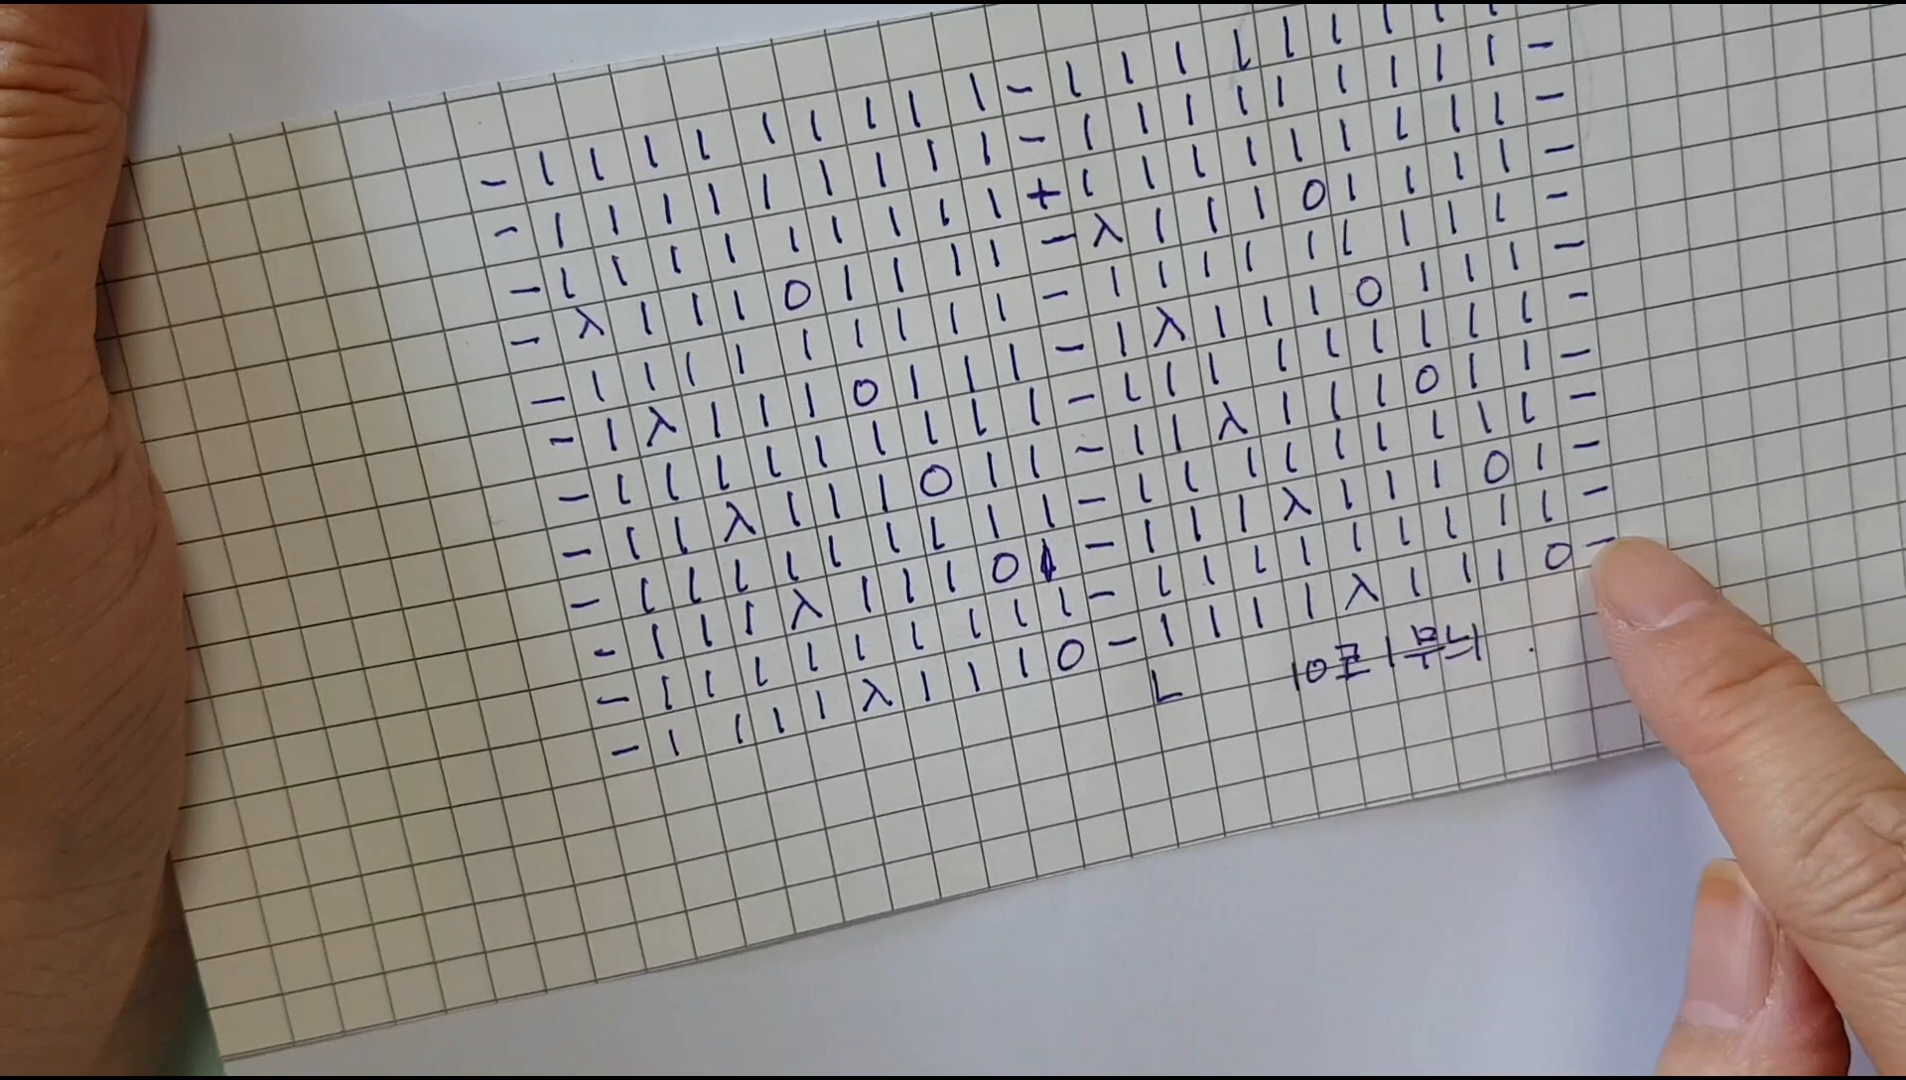 - l l l l l l l l l - l l l l l l l l l
- l l l l l l l l l - l l l l l l l l l -
- l l l l l l l l l + l l l l l l l l l -
- λ l l l O l l l l - λ l l l O l l l l -
- l l l l l l l l l - l l l l l l l l l -
- l λ l l l O l l l - l λ l l l O l l l -
- l l l l l l l l l - l l l l l l l l l -
- l l λ l l l O l l - l l λ l l l O l l -
- l l l l l l l l l - l l l l l l l l l -
- l l l λ l l l O l - l l l λ l l l O l -
- l l l l l l l l l - l l l l l l l l l -
- l l l l λ l l l O - l l l l λ l l l O -
ㄴ 10코 1무늬